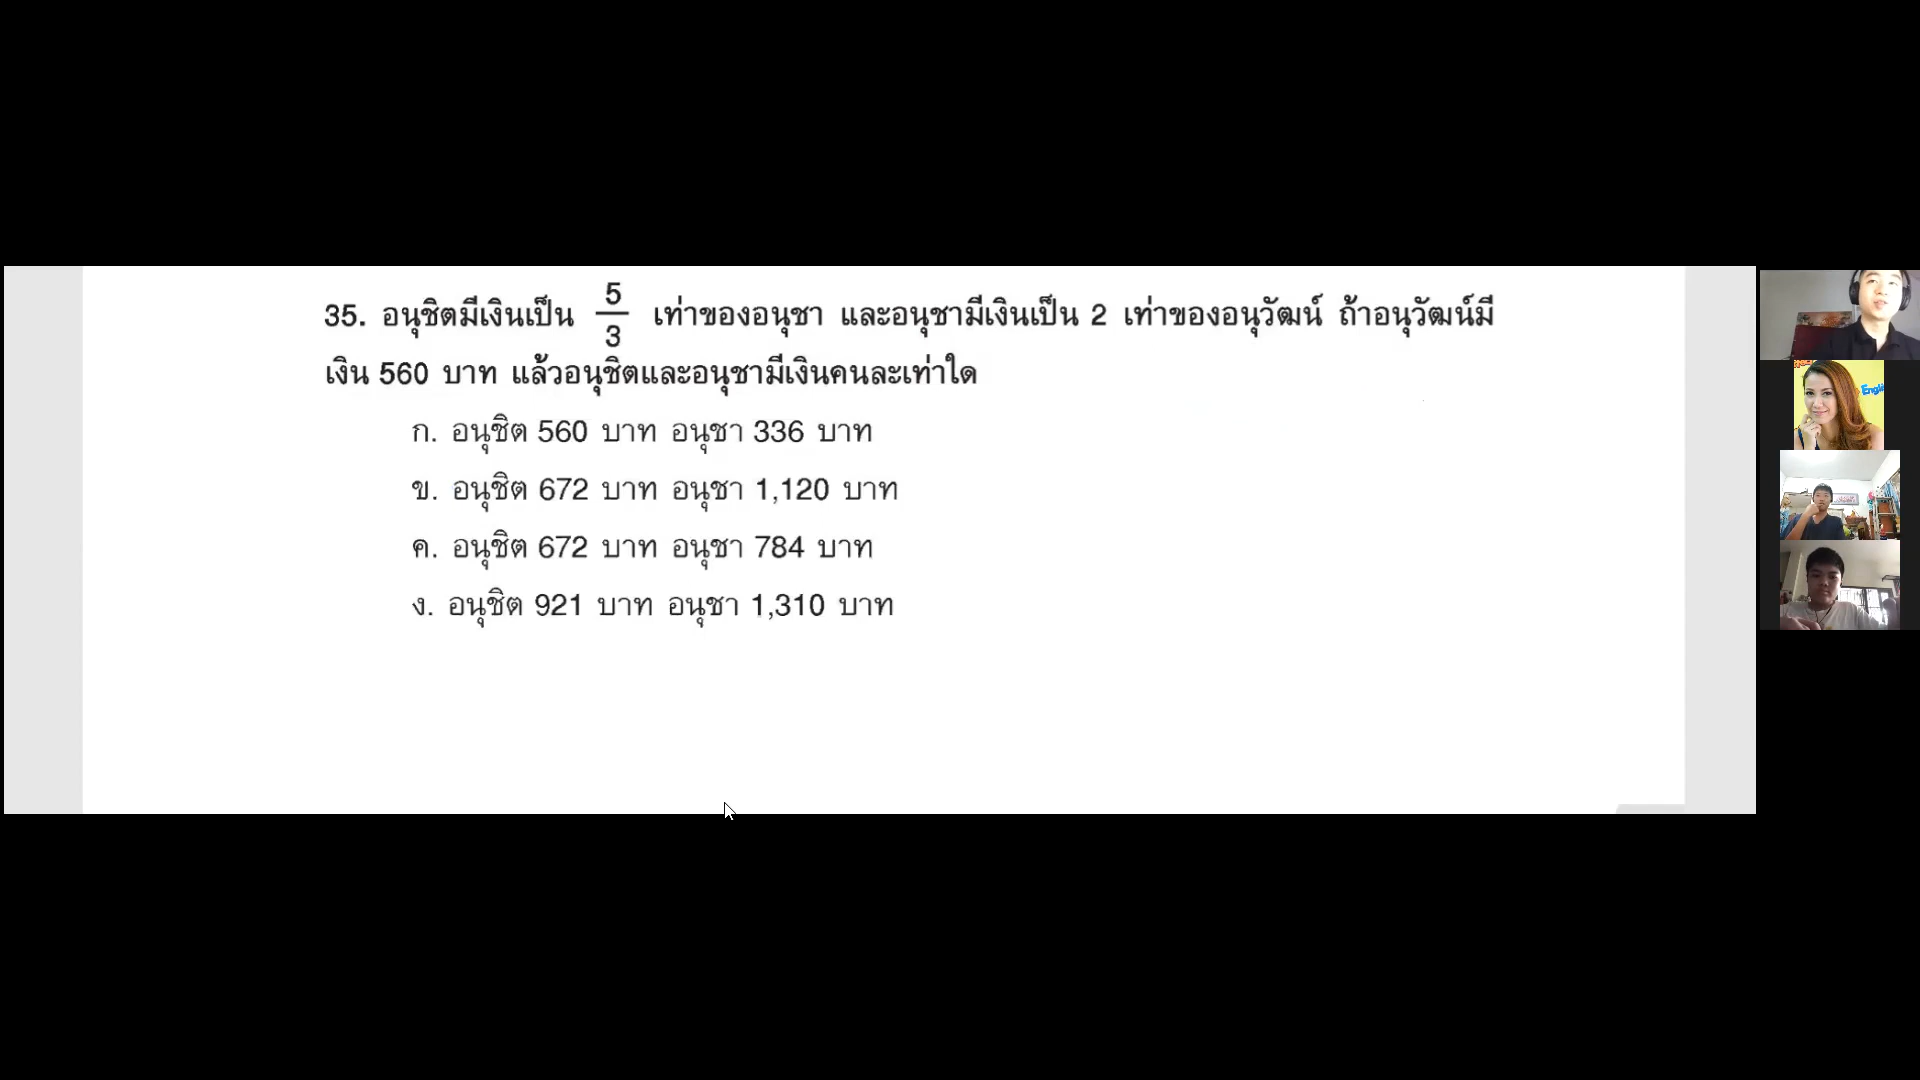 35. อนุชิตมีเงินเป็น 5/3 เท่าของอนุชา และอนุชามีเงินเป็น 2 เท่าของอนุวัฒน์ ถ้าอนุวัฒน์มี
เงิน 560 บาท แล้วอนุชิตและอนุชามีเงินคนละเท่าใด
ก. อนุชิต 560 บาท อนุชา 336 บาท
ข. อนุชิต 672 บาท อนุชา 1,120 บาท
ค. อนุชิต 672 บาท อนุชา 784 บาท
ง. อนุชิต 921 บาท อนุชา 1,310 บาท